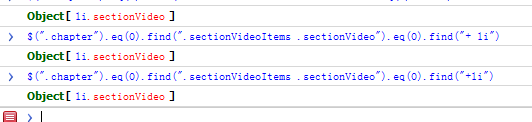 Object[ li.sectionVideo ]
> $(".chapter").eq(0).find(".sectionVideoItems .sectionVideo").eq(0).find("+ li")
Object[ li.sectionVideo ]
> $(".chapter").eq(0).find(".sectionVideoItems .sectionVideo").eq(0).find("+li")
Object[ li.sectionVideo ]
>